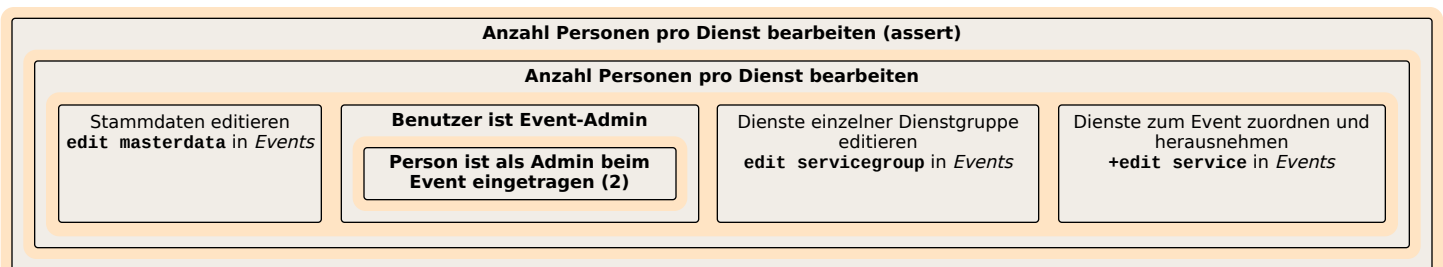 Anzahl Personen pro Dienst bearbeiten (assert)
Anzahl Personen pro Dienst bearbeiten
Stammdaten editieren
edit masterdata in Events
Benutzer ist Event-Admin
Person ist als Admin beim
Event eingetragen (2)
Dienste einzelner Dienstgruppe
editieren
edit servicegroup in Events
Dienste zum Event zuordnen und
herausnehmen
+edit service in Events